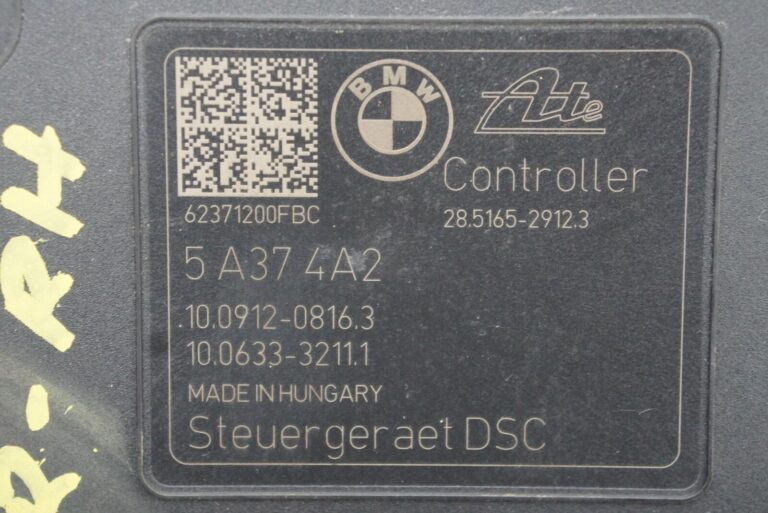 BMW
Ate
Controller
62371200FBC
28.5165-2912.3
5 A37 4A2
10.0912-0816.3
10.0633-3211.1
MADE IN HUNGARY
Steuergeraet DSC
-RH